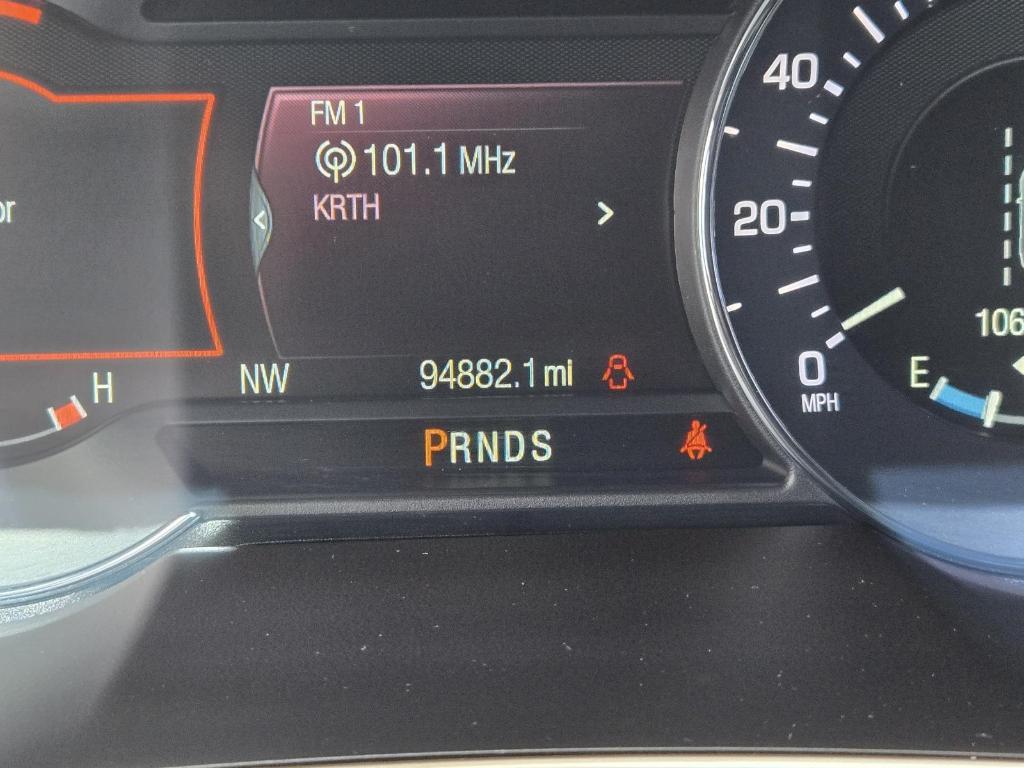 FM 1
101.1 MHz
KRTH
NW
94882.1 mi
PRNDS
H
40
20
0
MPH
E